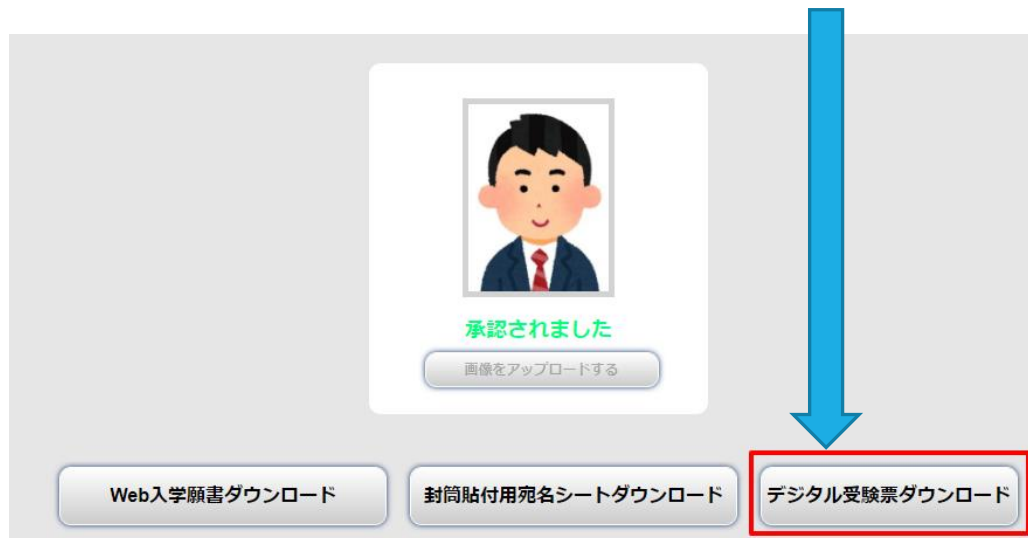 承認されました
画像をアップロードする
Web入学願書ダウンロード
封筒貼付用宛名シートダウンロード
デジタル受験票ダウンロード